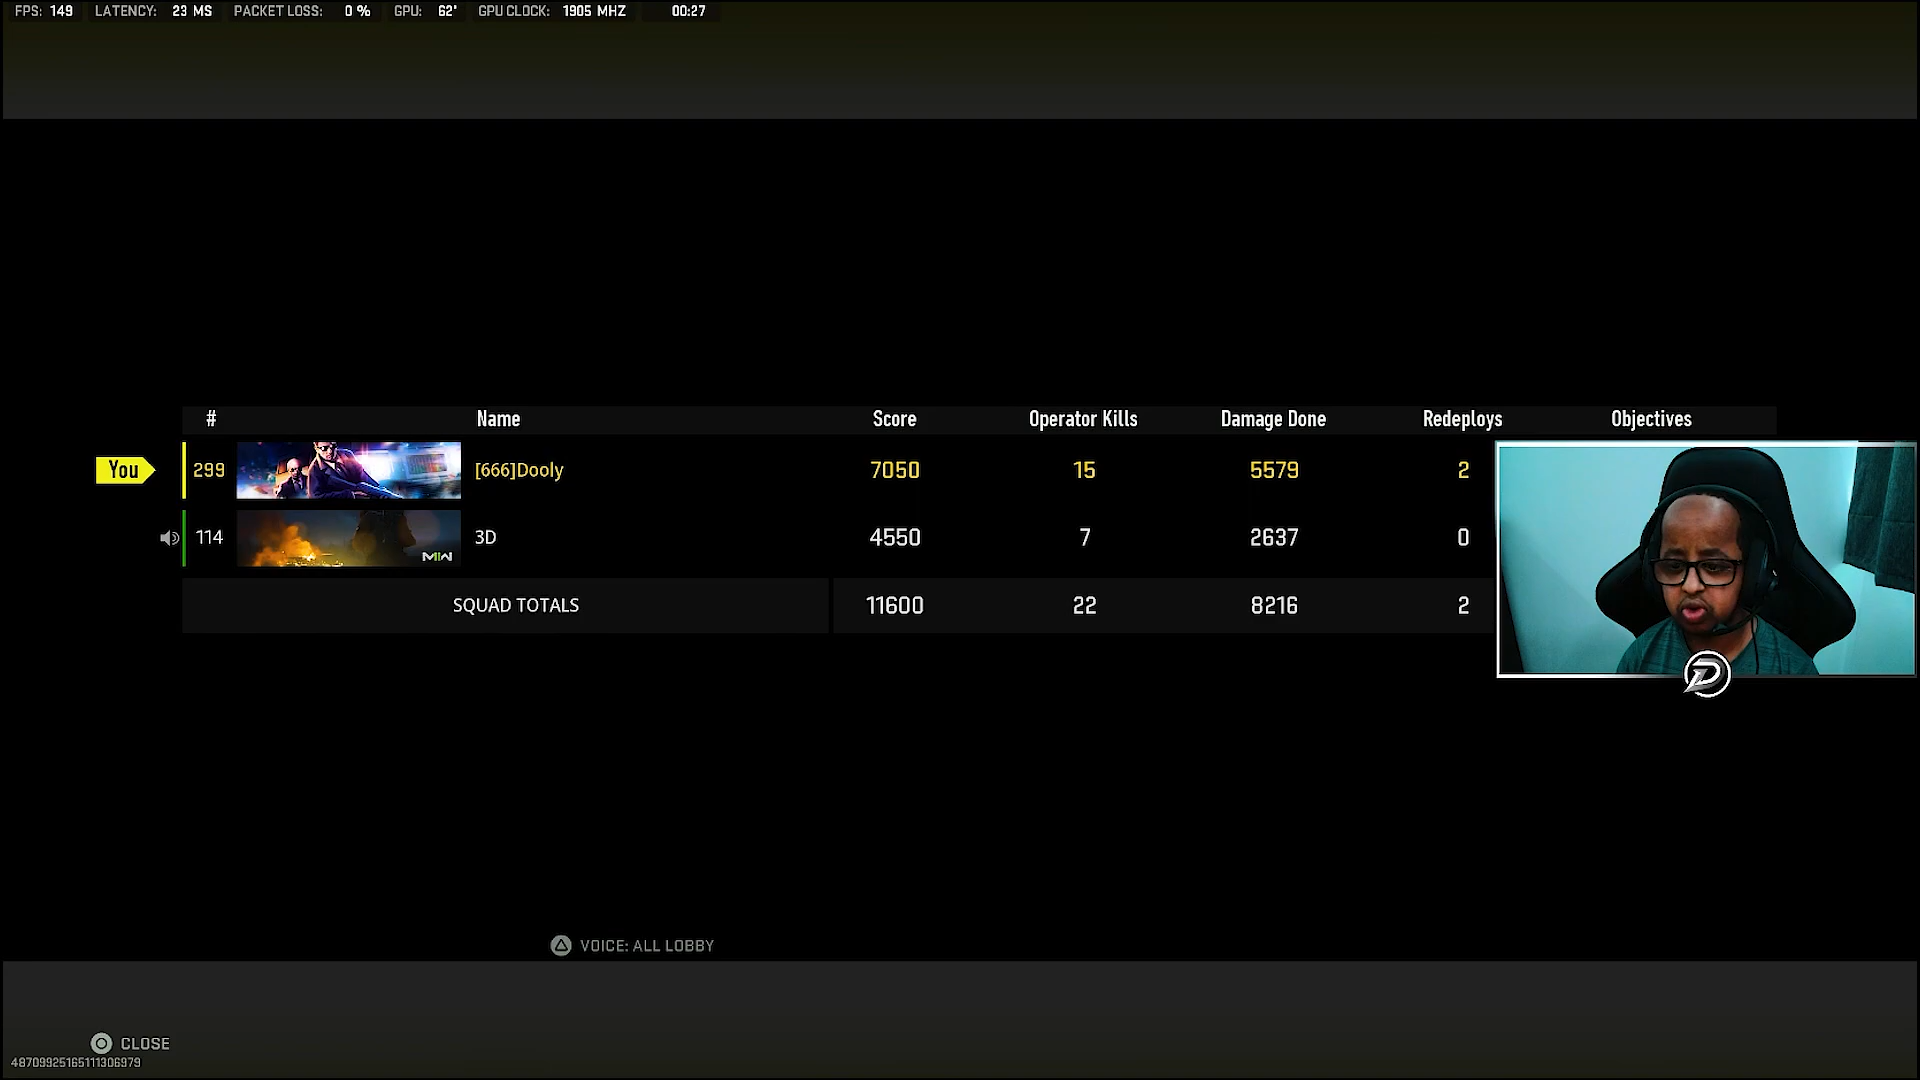 FPS: 149 LATENCY: 23 MS PACKET LOSS: 0 % GPU: 62° GPU CLOCK: 1905 MHZ 00:27
# Name Score Operator Kills Damage Done Redeploys Objectives
You 299 [666]Dooly 7050 15 5579 2
114 MW 3D 4550 7 2637 0
SQUAD TOTALS 11600 22 8216 2
D
VOICE: ALL LOBBY
CLOSE
48709925165111306979